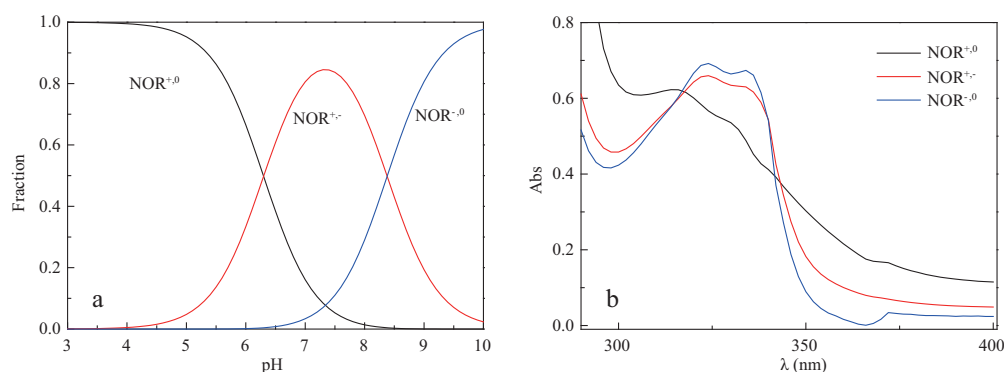 1.0
0.8
0.6
0.4
0.2
0.0
Fraction
NOR+,0
NOR+,-
NOR-,0
a
3 4 5 6 7 8 9 10
pH
0.8
0.6
0.4
0.2
0.0
Abs
NOR+,0
NOR+,-
NOR-,0
b
300 350 400
λ (nm)